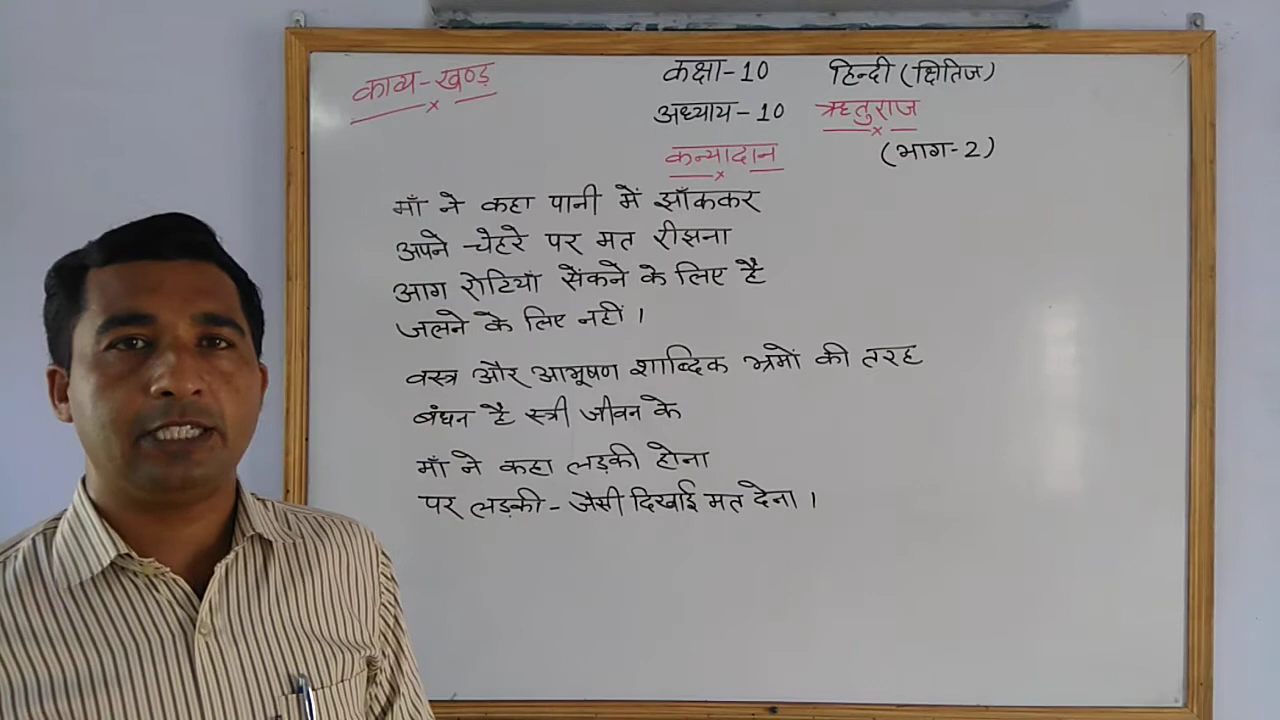 काव्य-खण्ड कक्षा-10 हिन्दी (क्षितिज)
अध्याय-10 ऋतुराज
कन्यादान (भाग-2)
माँ ने कहा पानी में झाँककर
अपने चेहरे पर मत रीझना
आग रोटियाँ सेंकने के लिए है
जलने के लिए नहीं।
वस्त्र और आभूषण शाब्दिक भ्रमों की तरह
बंधन है स्त्री जीवन के
माँ ने कहा लड़की होना
पर लड़की-जैसी दिखाई मत देना।